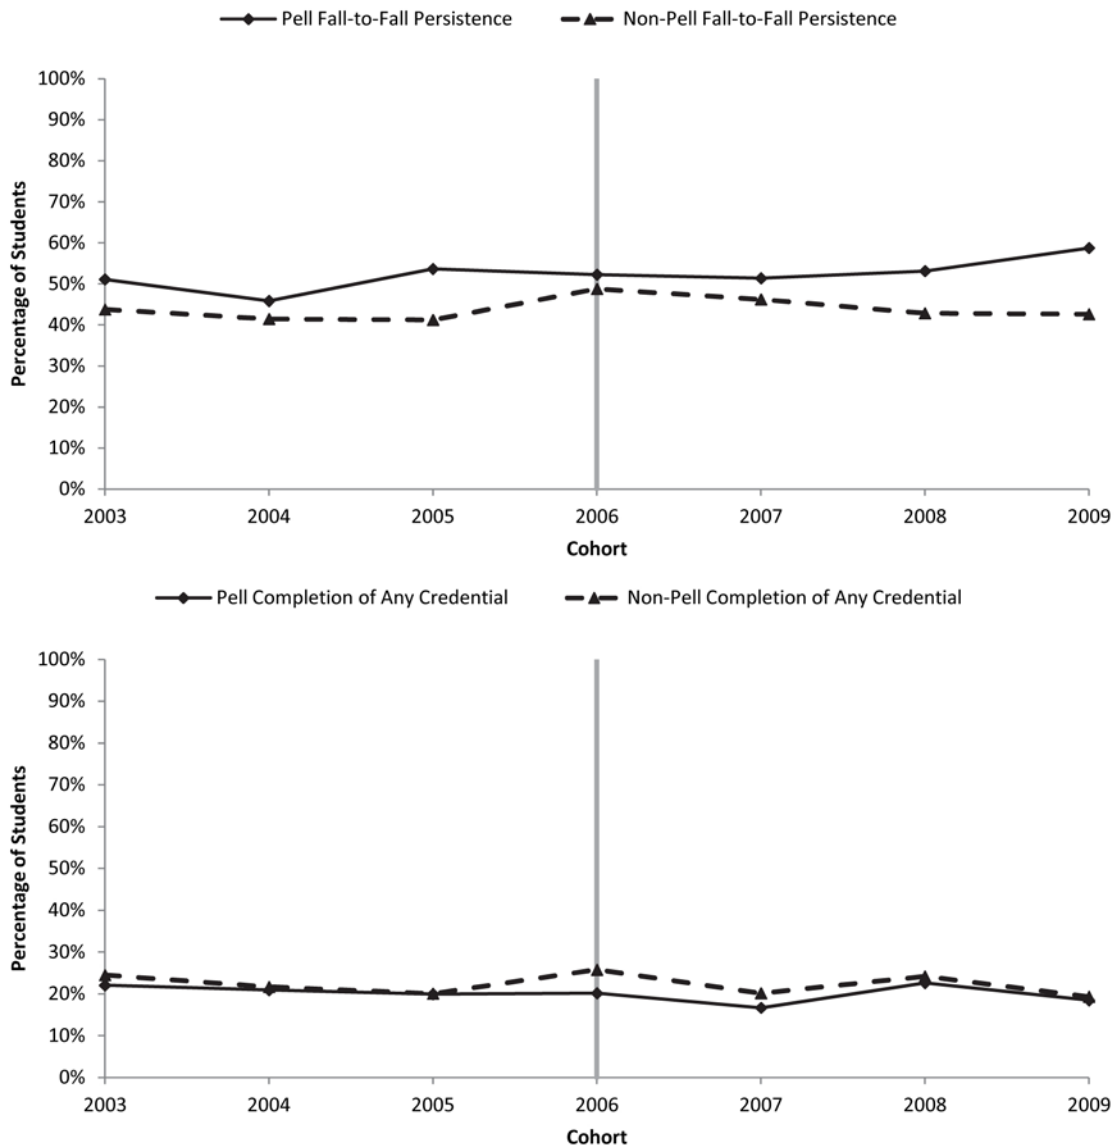 Pell Fall-to-Fall Persistence Non-Pell Fall-to-Fall Persistence
100%
90%
80%
70%
60%
50%
40%
30%
20%
10%
0%
Percentage of Students
2003 2004 2005 2006 2007 2008 2009
Cohort
Pell Completion of Any Credential Non-Pell Completion of Any Credential
100%
90%
80%
70%
60%
50%
40%
30%
20%
10%
0%
Percentage of Students
2003 2004 2005 2006 2007 2008 2009
Cohort